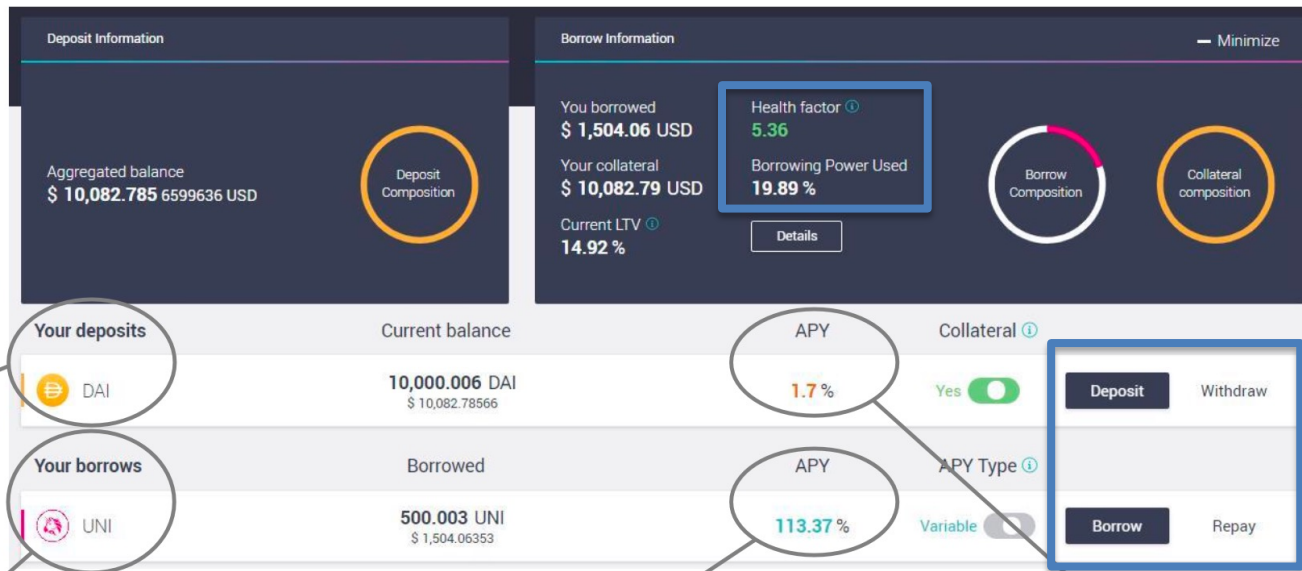 Deposit Information
Aggregated balance
$ 10,082.785 6599636 USD
Deposit
Composition
Borrow Information
— Minimize
You borrowed
$ 1,504.06 USD
Your collateral
$ 10,082.79 USD
Current LTV ⓘ
14.92 %
Health factor ⓘ
5.36
Borrowing Power Used
19.89 %
Details
Borrow
Composition
Collateral
composition
Your deposits Current balance APY Collateral ⓘ
DAI 10,000.006 DAI 1.7 % Yes Deposit Withdraw
$ 10,082.78566
Your borrows Borrowed APY APY Type ⓘ
UNI 500.003 UNI 113.37 % Variable Borrow Repay
$ 1,504.06353